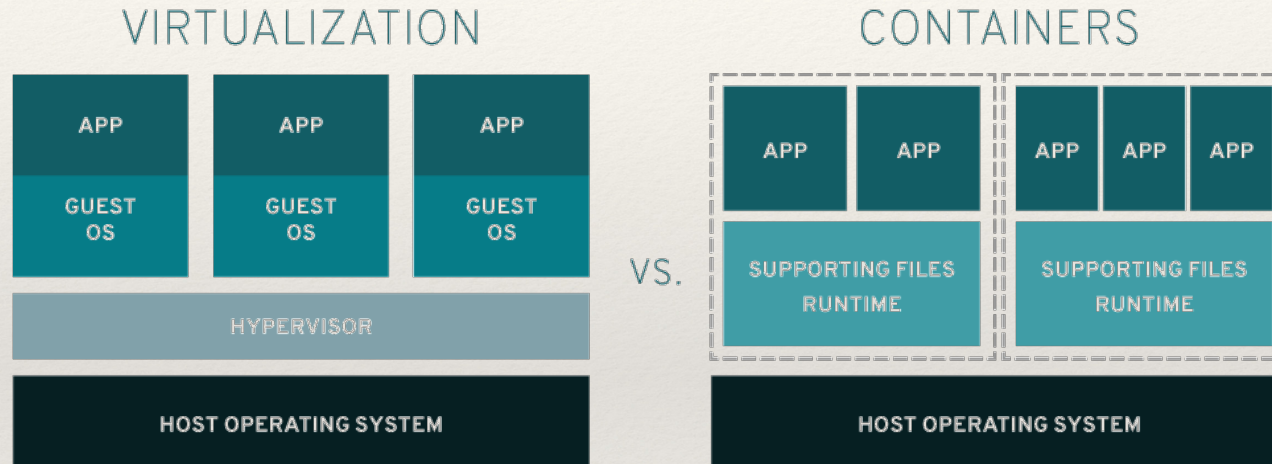 VIRTUALIZATION
APP
APP
APP
GUEST
OS
GUEST
OS
GUEST
OS
HYPERVISOR
HOST OPERATING SYSTEM
VS.
CONTAINERS
APP
APP
APP
APP
APP
SUPPORTING FILES
RUNTIME
SUPPORTING FILES
RUNTIME
HOST OPERATING SYSTEM